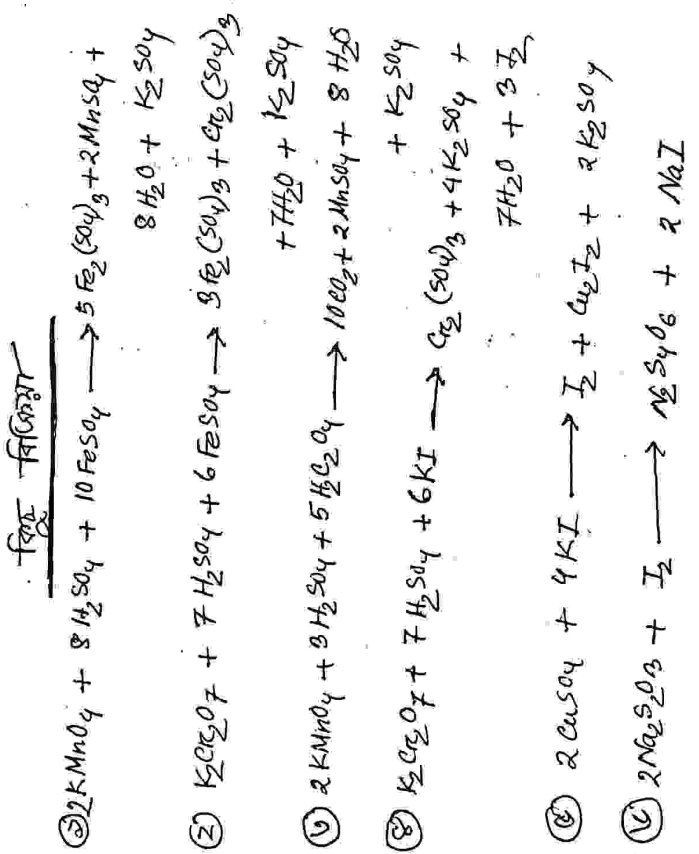 কিছু বিক্রিয়া
১ 2KMnO4 + 8H2SO4 + 10FeSO4 → 5Fe2(SO4)3 + 2MnSO4 +
8H2O + K2SO4
২ K2Cr2O7 + 7H2SO4 + 6FeSO4 → 3Fe2(SO4)3 + Cr2(SO4)3
+ 7H2O + K2SO4
৩ 2KMnO4 + 3H2SO4 + 5H2C2O4 → 10CO2 + 2MnSO4 + 8H2O
+ K2SO4
৪ K2Cr2O7 + 7H2SO4 + 6KI → Cr2(SO4)3 + 4K2SO4 +
7H2O + 3I2
৫ 2CuSO4 + 4KI → I2 + Cu2I2 + 2K2SO4
৬ 2Na2S2O3 + I2 → N2S4O6 + 2NaI